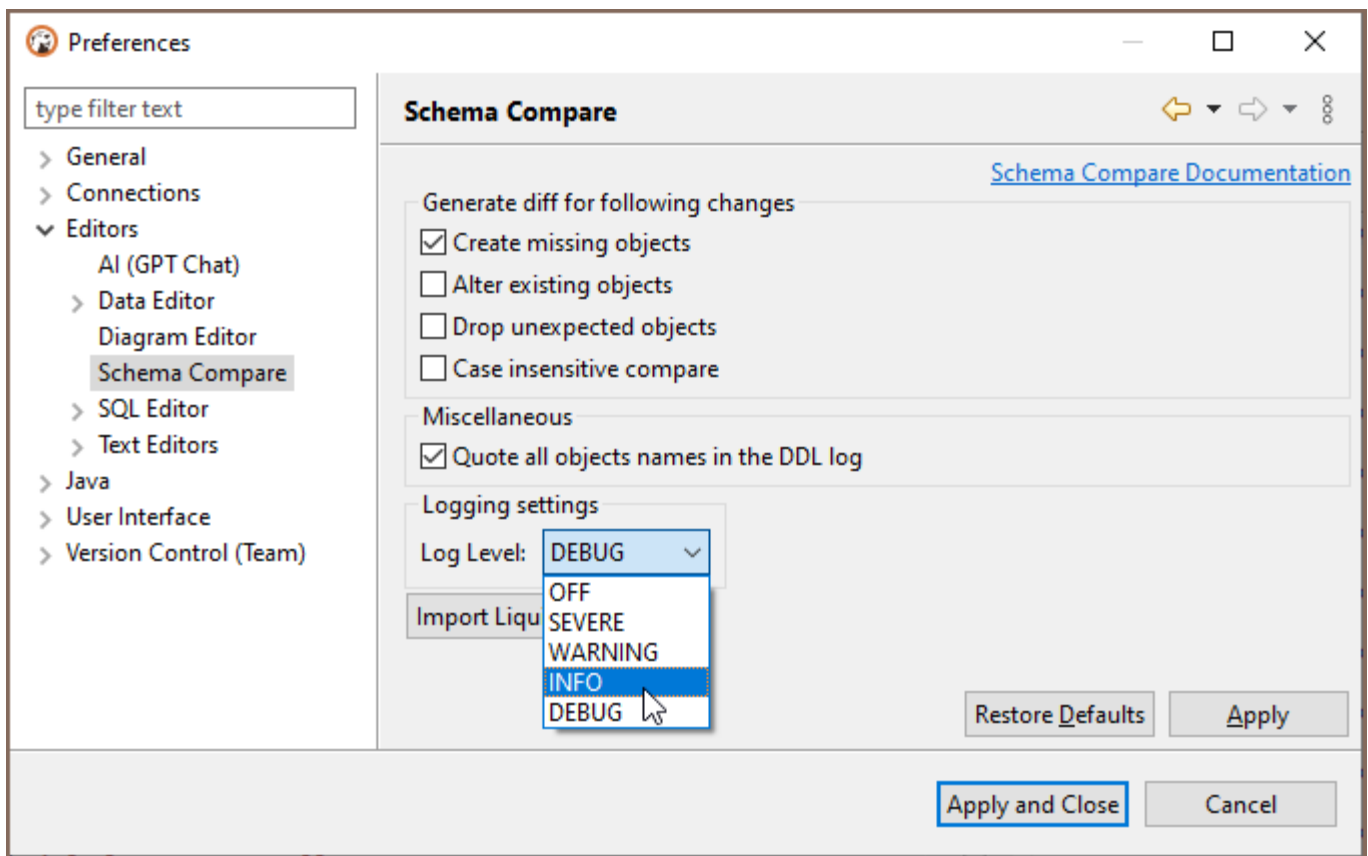 Preferences
type filter text
General
Connections
Editors
AI (GPT Chat)
Data Editor
Diagram Editor
Schema Compare
SQL Editor
Text Editors
Java
User Interface
Version Control (Team)
Schema Compare
Schema Compare Documentation
Generate diff for following changes
Create missing objects
Alter existing objects
Drop unexpected objects
Case insensitive compare
Miscellaneous
Quote all objects names in the DDL log
Logging settings
Log Level: DEBUG
OFF
SEVERE
WARNING
INFO
DEBUG
Import Liqu
Restore Defaults
Apply
Apply and Close
Cancel